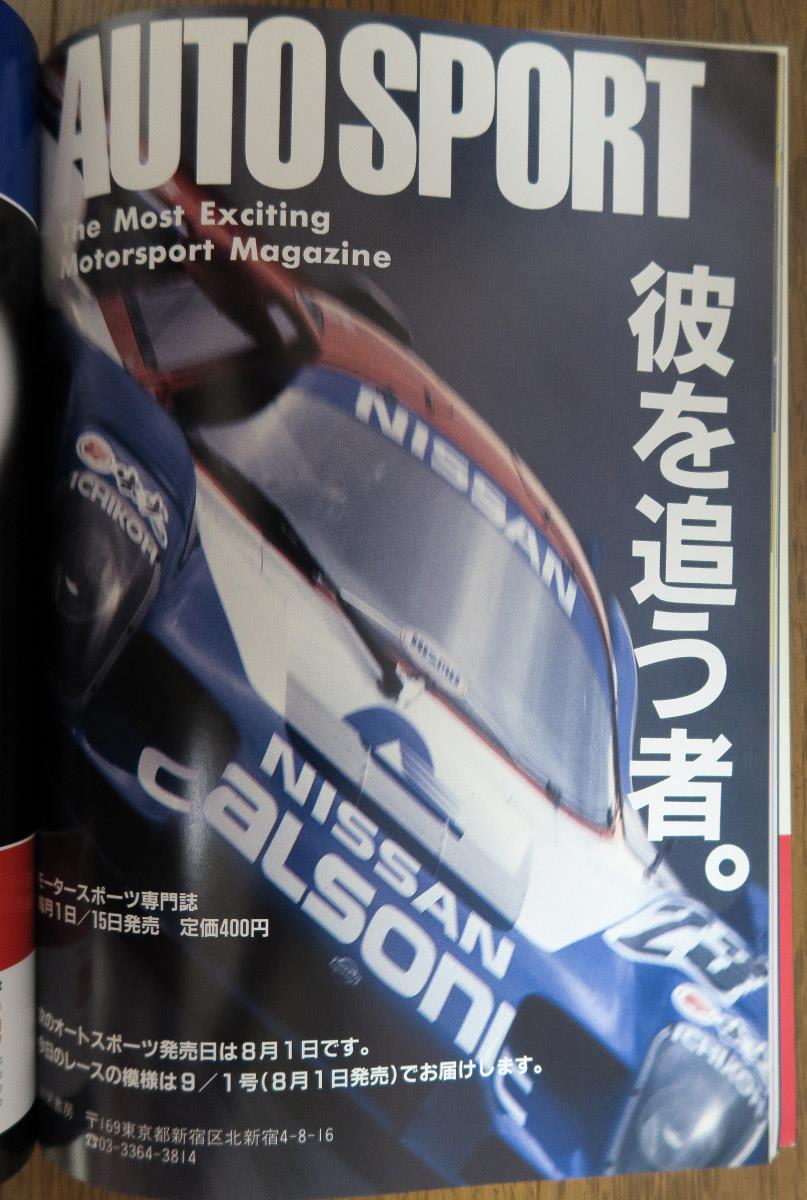 AUTO SPORT
The Most Exciting
Motorsport Magazine
彼を追う者。
NISSAN
ICHIKOH
NISSAN
CALSONIC
モータースポーツ専門誌
毎月1日／15日発売 定価400円
次のオートスポーツ発売日は8月1日です。
今日のレースの模様は9／1号(8月1日発売)でお届けします。
ICHIKOH
書房 〒169東京都新宿区北新宿4-8-16
☎03-3364-3814